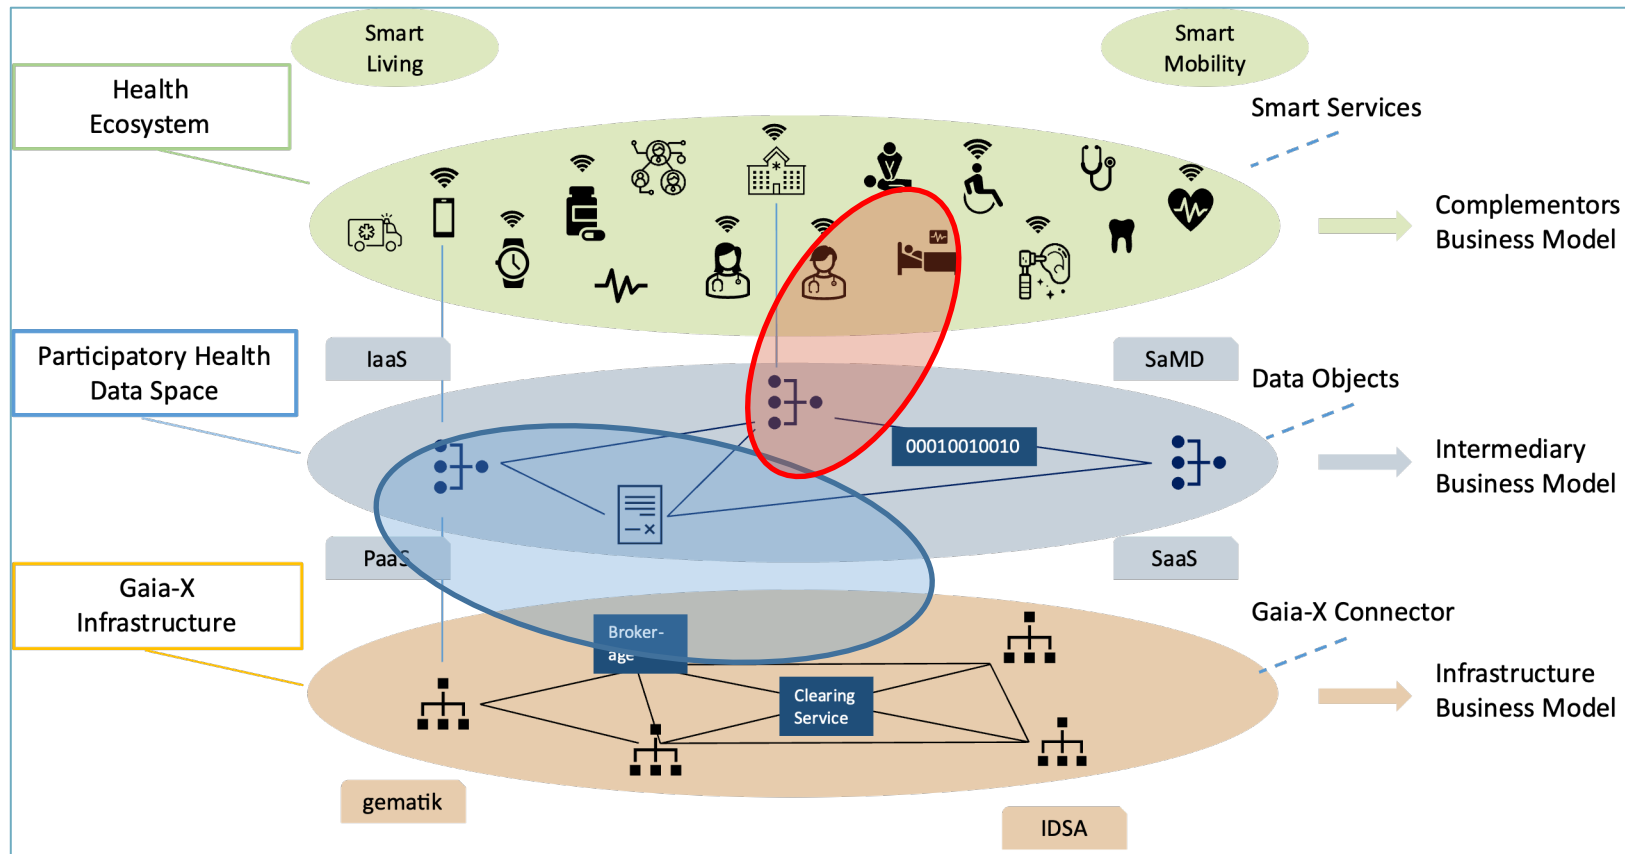 Smart
Living
Smart
Mobility
Health
Ecosystem
Smart Services
Complementors
Business Model
Participatory Health
Data Space
IaaS
SaMD
Data Objects
00010010010
Intermediary
Business Model
PaaS
SaaS
Gaia-X
Infrastructure
Gaia-X Connector
Broker-
age
Clearing
Service
Infrastructure
Business Model
gematik
IDSA